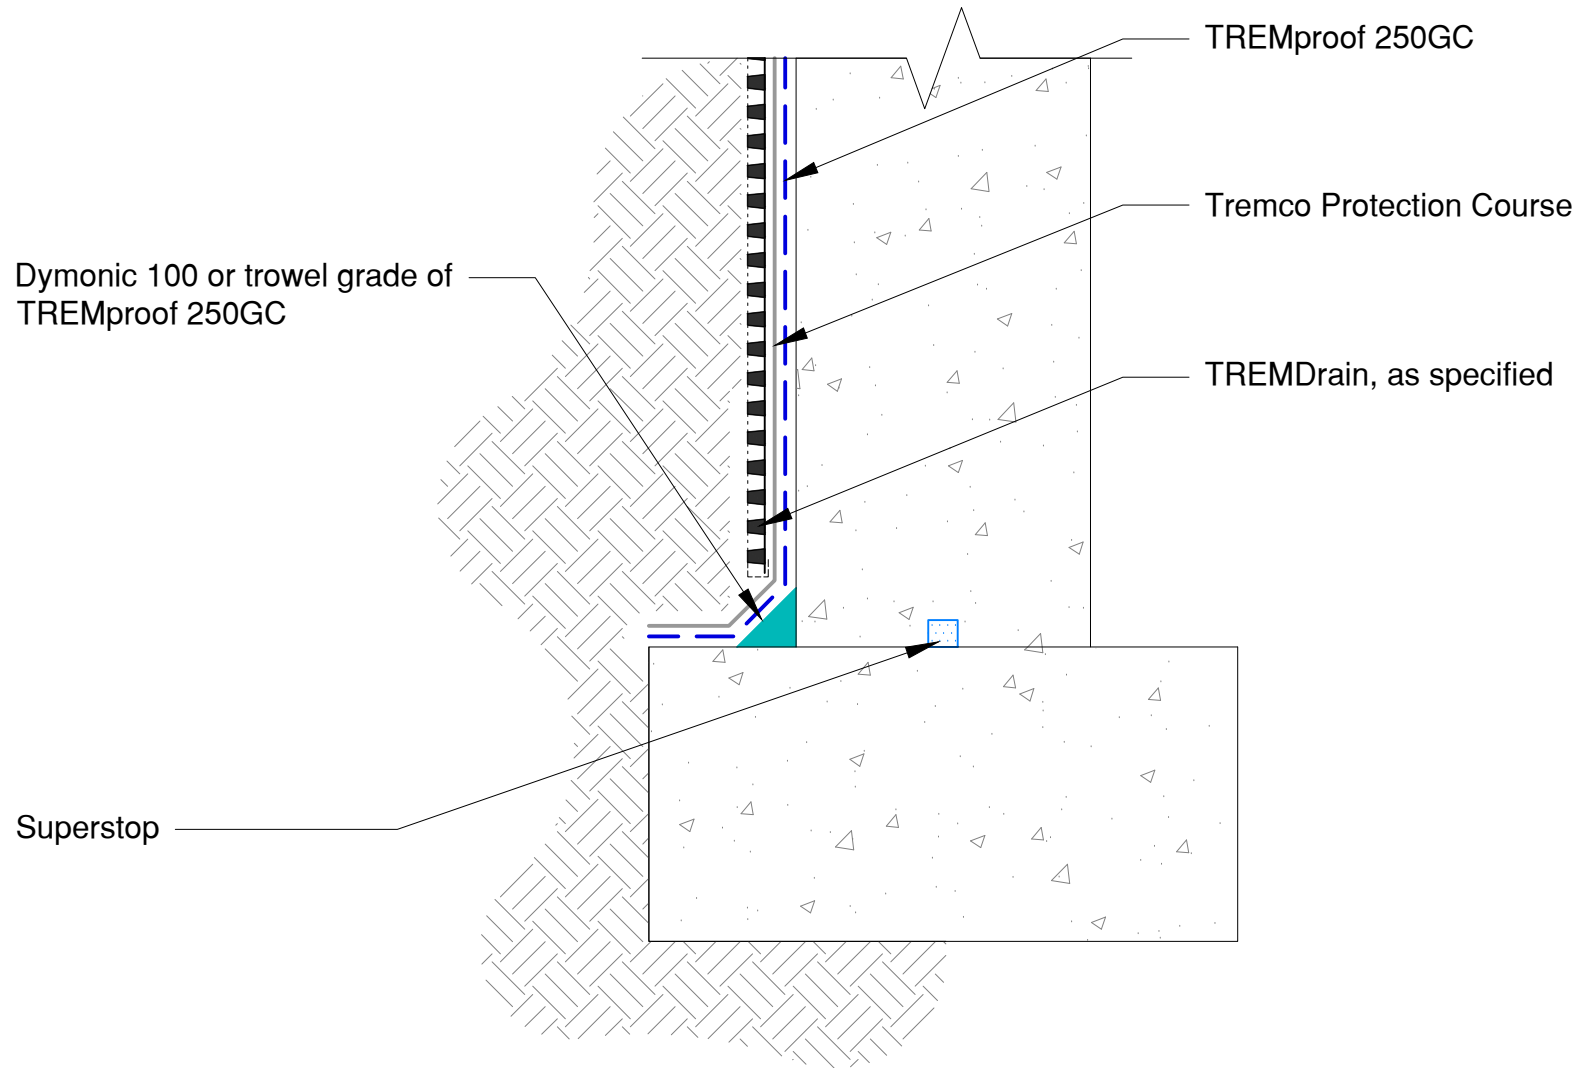 TREMproof 250GC
Tremco Protection Course
Dymonic 100 or trowel grade of
TREMproof 250GC
TREMDrain, as specified
Superstop